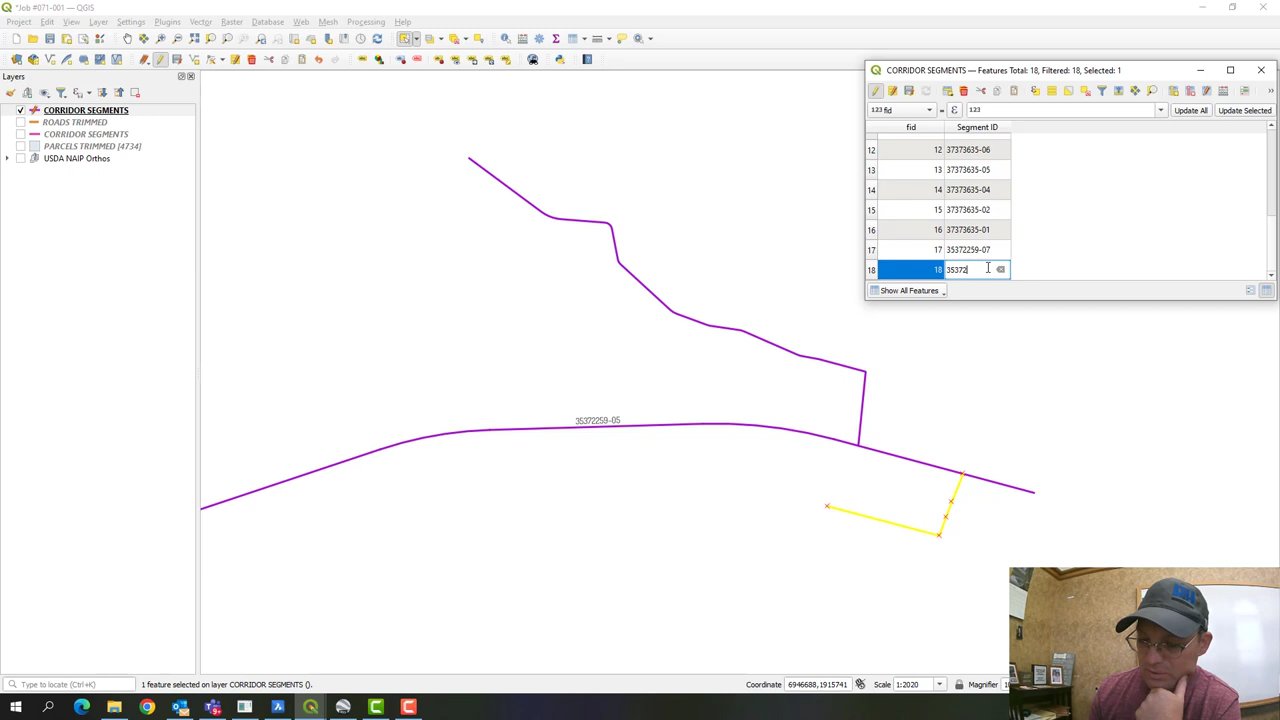 *Job #071-001 — QGIS
Project Edit View Layer Settings Plugins Vector Raster Database Web Mesh Processing Help
Layers
CORRIDOR SEGMENTS
ROADS TRIMMED
CORRIDOR SEGMENTS
PARCELS TRIMMED [4734]
USDA NAIP Orthos
CORRIDOR SEGMENTS — Features Total: 18, Filtered: 18, Selected: 1
123 fid = ε 123 Update All Update Selected
fid Segment ID
12 12 37373635-06
13 13 37373635-05
14 14 37373635-04
15 15 37373635-02
16 16 37373635-01
17 17 35372259-07
18 18 35372
Show All Features
35372259-05
Type to locate (Ctrl+K) 1 feature selected on layer CORRIDOR SEGMENTS (). Coordinate 6946688,1915741 Scale 1:2020 Magnifier